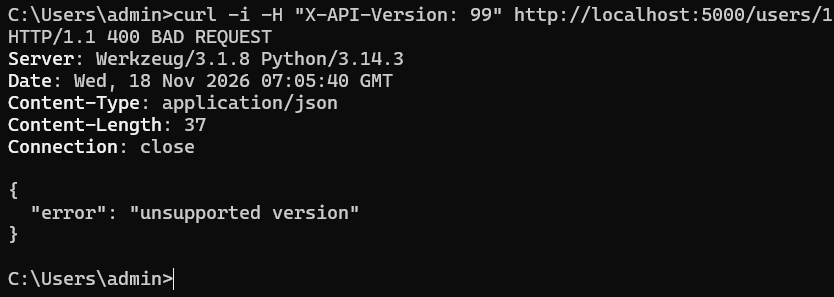 C:\Users\admin>curl -i -H "X-API-Version: 99" http://localhost:5000/users/1
HTTP/1.1 400 BAD REQUEST
Server: Werkzeug/3.1.8 Python/3.14.3
Date: Wed, 18 Nov 2026 07:05:40 GMT
Content-Type: application/json
Content-Length: 37
Connection: close

{
  "error": "unsupported version"
}

C:\Users\admin>